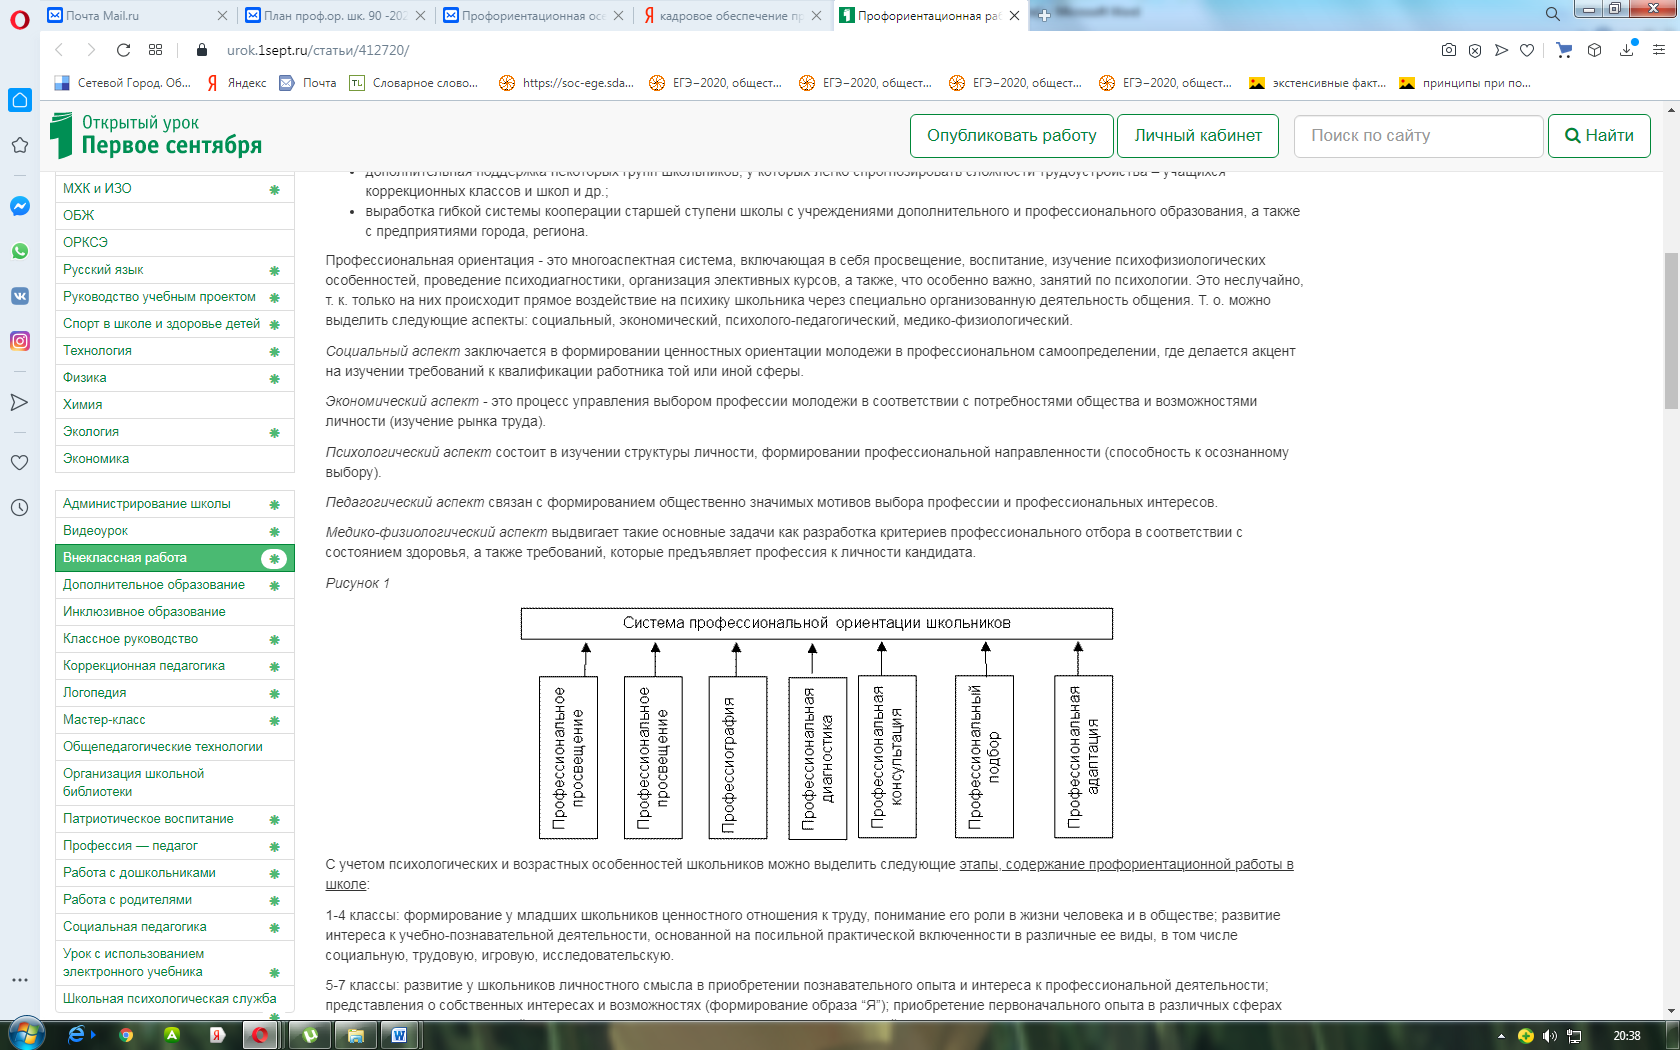 Почта Mail.ru
План проф.ор. шк. 90 -202
Профориентационная осе
кадровое обеспечение пр
Профориентационная раб
Microsoft Word
urok.1sept.ru/статьи/412720/
Сетевой Город. Об...
Яндекс
Почта
Словарное слово...
https://soc-ege.sda...
ЕГЭ–2020, общест...
ЕГЭ–2020, общест...
ЕГЭ–2020, общест...
ЕГЭ–2020, общест...
экстенсивные факт...
принципы при по...
Открытый урок
Первое сентября
Опубликовать работу
Личный кабинет
Поиск по сайту
Найти
МХК и ИЗО
ОБЖ
ОРКСЭ
Русский язык
Руководство учебным проектом
Спорт в школе и здоровье детей
Технология
Физика
Химия
Экология
Экономика
Администрирование школы
Видеоурок
Внеклассная работа
Дополнительное образование
Инклюзивное образование
Классное руководство
Коррекционная педагогика
Логопедия
Мастер-класс
Общепедагогические технологии
Организация школьной
библиотеки
Патриотическое воспитание
Профессия — педагог
Работа с дошкольниками
Работа с родителями
Социальная педагогика
Урок с использованием
электронного учебника
Школьная психологическая служба
дополнительная поддержка некоторых групп школьников, у которых легко спрогнозировать сложности трудоустройства – учащихся
коррекционных классов и школ и др.;
выработка гибкой системы кооперации старшей ступени школы с учреждениями дополнительного и профессионального образования, а также
с предприятиями города, региона.
Профессиональная ориентация - это многоаспектная система, включающая в себя просвещение, воспитание, изучение психофизиологических
особенностей, проведение психодиагностики, организация элективных курсов, а также, что особенно важно, занятий по психологии. Это неслучайно,
т. к. только на них происходит прямое воздействие на психику школьника через специально организованную деятельность общения. Т. о. можно
выделить следующие аспекты: социальный, экономический, психолого-педагогический, медико-физиологический.
Социальный аспект заключается в формировании ценностных ориентации молодежи в профессиональном самоопределении, где делается акцент
на изучении требований к квалификации работника той или иной сферы.
Экономический аспект - это процесс управления выбором профессии молодежи в соответствии с потребностями общества и возможностями
личности (изучение рынка труда).
Психологический аспект состоит в изучении структуры личности, формировании профессиональной направленности (способность к осознанному
выбору).
Педагогический аспект связан с формированием общественно значимых мотивов выбора профессии и профессиональных интересов.
Медико-физиологический аспект выдвигает такие основные задачи как разработка критериев профессионального отбора в соответствии с
состоянием здоровья, а также требований, которые предъявляет профессия к личности кандидата.
Рисунок 1
Система профессиональной ориентации школьников
Профессиональное
просвещение
Профессиональное
просвещение
Профессиография
Профессиональная
диагностика
Профессиональная
консультация
Профессиональный
подбор
Профессиональная
адаптация
С учетом психологических и возрастных особенностей школьников можно выделить следующие этапы, содержание профориентационной работы в
школе:
1-4 классы: формирование у младших школьников ценностного отношения к труду, понимание его роли в жизни человека и в обществе; развитие
интереса к учебно-познавательной деятельности, основанной на посильной практической включенности в различные ее виды, в том числе
социальную, трудовую, игровую, исследовательскую.
5-7 классы: развитие у школьников личностного смысла в приобретении познавательного опыта и интереса к профессиональной деятельности;
представления о собственных интересах и возможностях (формирование образа “Я”); приобретение первоначального опыта в различных сферах
20:38